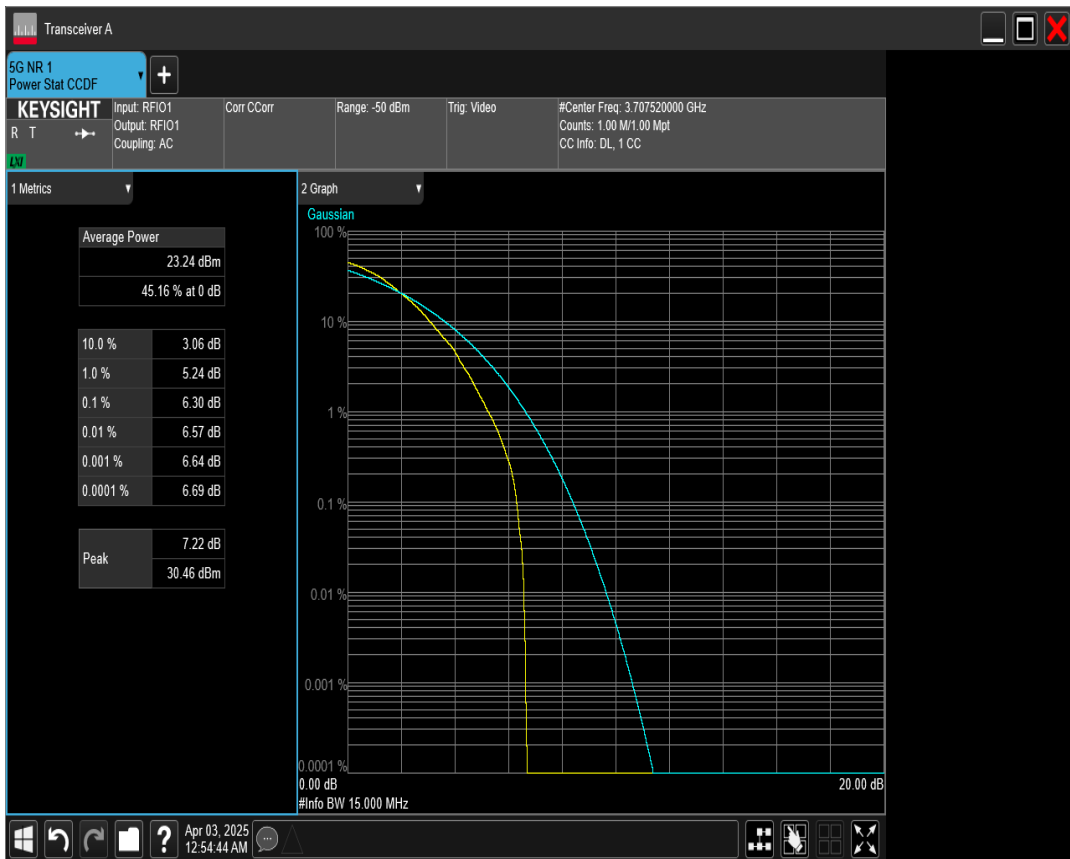 Transceiver A
5G NR 1
Power Stat CCDF
KEYSIGHT
R T
LXI
Input: RFIO1
Output: RFIO1
Coupling: AC
Corr CCorr
Range: -50 dBm
Trig: Video
#Center Freq: 3.707520000 GHz
Counts: 1.00 M/1.00 Mpt
CC Info: DL, 1 CC
1 Metrics
Average Power
23.24 dBm
45.16 % at 0 dB
10.0 % 3.06 dB
1.0 % 5.24 dB
0.1 % 6.30 dB
0.01 % 6.57 dB
0.001 % 6.64 dB
0.0001 % 6.69 dB
Peak
7.22 dB
30.46 dBm
2 Graph
Gaussian
100 %
10 %
1 %
0.1 %
0.01 %
0.001 %
0.0001 %
0.00 dB 20.00 dB
#Info BW 15.000 MHz
? Apr 03, 2025
12:54:44 AM